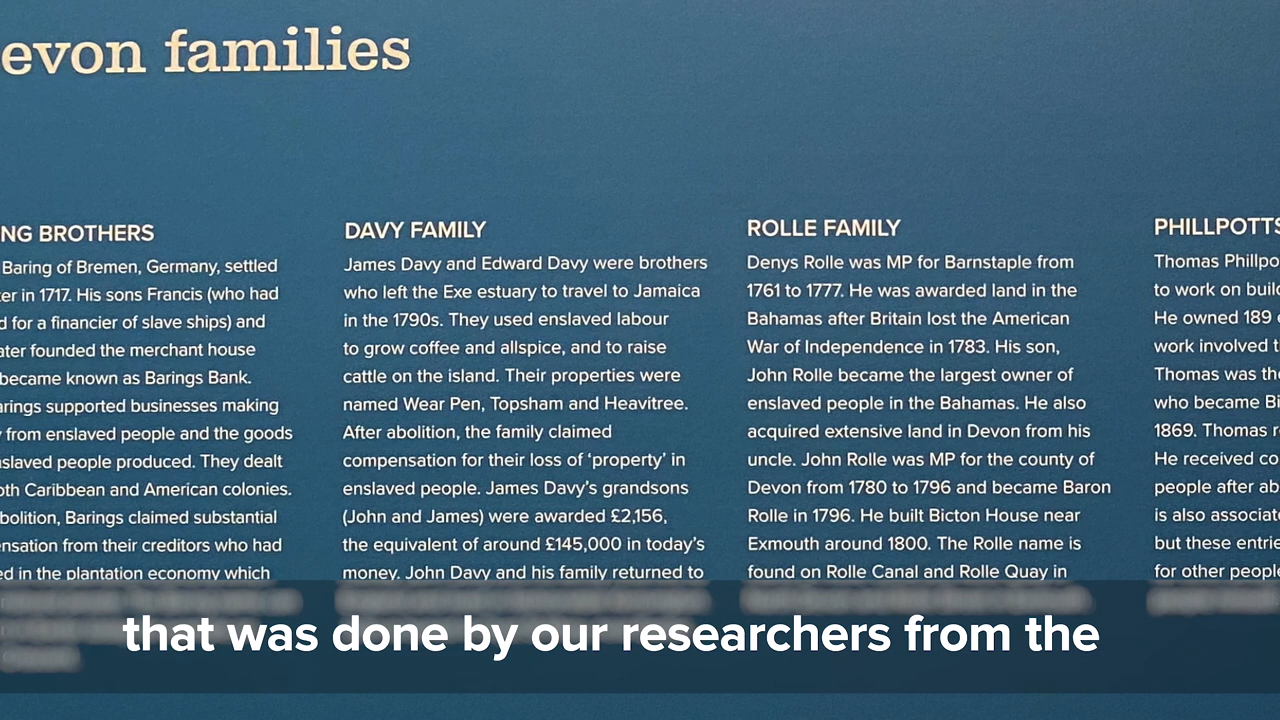 evon families
NG BROTHERS
Baring of Bremen, Germany, settled
er in 1717. His sons Francis (who had
d for a financier of slave ships) and
ater founded the merchant house
became known as Barings Bank.
arings supported businesses making
y from enslaved people and the goods
nslaved people produced. They dealt
oth Caribbean and American colonies.
bolition, Barings claimed substantial
ensation from their creditors who had
ed in the plantation economy which
DAVY FAMILY
James Davy and Edward Davy were brothers
who left the Exe estuary to travel to Jamaica
in the 1790s. They used enslaved labour
to grow coffee and allspice, and to raise
cattle on the island. Their properties were
named Wear Pen, Topsham and Heavitree.
After abolition, the family claimed
compensation for their loss of ‘property’ in
enslaved people. James Davy’s grandsons
(John and James) were awarded £2,156,
the equivalent of around £145,000 in today’s
money. John Davy and his family returned to
ROLLE FAMILY
Denys Rolle was MP for Barnstaple from
1761 to 1777. He was awarded land in the
Bahamas after Britain lost the American
War of Independence in 1783. His son,
John Rolle became the largest owner of
enslaved people in the Bahamas. He also
acquired extensive land in Devon from his
uncle. John Rolle was MP for the county of
Devon from 1780 to 1796 and became Baron
Rolle in 1796. He built Bicton House near
Exmouth around 1800. The Rolle name is
found on Rolle Canal and Rolle Quay in
PHILLPOTTS
Thomas Phillpo
to work on build
He owned 189 e
work involved t
Thomas was the
who became Bi
1869. Thomas r
He received co
people after ab
is also associate
but these entrie
for other people
that was done by our researchers from the